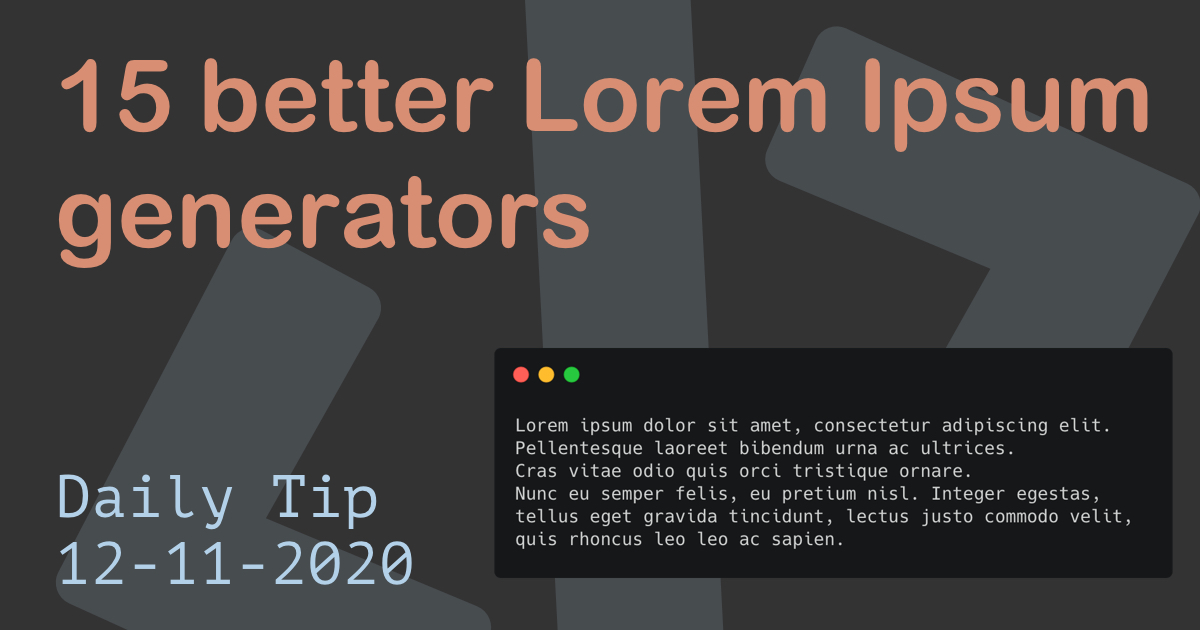 15 better Lorem Ipsum
generators
Daily Tip
12-11-2020
Lorem ipsum dolor sit amet, consectetur adipiscing elit.
Pellentesque laoreet bibendum urna ac ultrices.
Cras vitae odio quis orci tristique ornare.
Nunc eu semper felis, eu pretium nisl. Integer egestas,
tellus eget gravida tincidunt, lectus justo commodo velit,
quis rhoncus leo leo ac sapien.